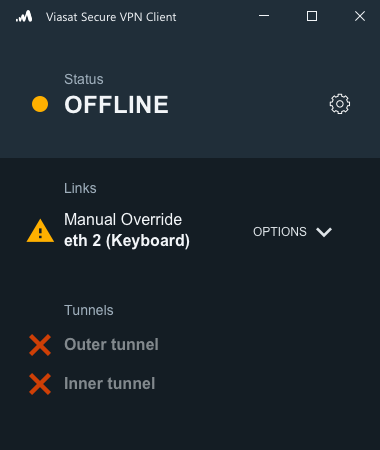 Viasat Secure VPN Client
Status
OFFLINE
Links
Manual Override
eth 2 (Keyboard)
OPTIONS
Tunnels
Outer tunnel
Inner tunnel